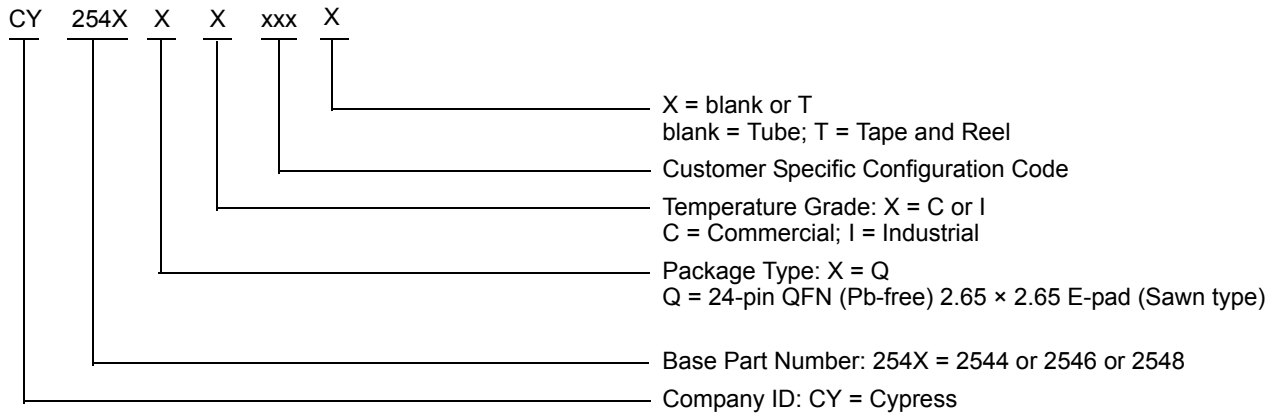 CY 254X X X xxx X
X = blank or T
blank = Tube; T = Tape and Reel
Customer Specific Configuration Code
Temperature Grade: X = C or I
C = Commercial; I = Industrial
Package Type: X = Q
Q = 24-pin QFN (Pb-free) 2.65 × 2.65 E-pad (Sawn type)
Base Part Number: 254X = 2544 or 2546 or 2548
Company ID: CY = Cypress